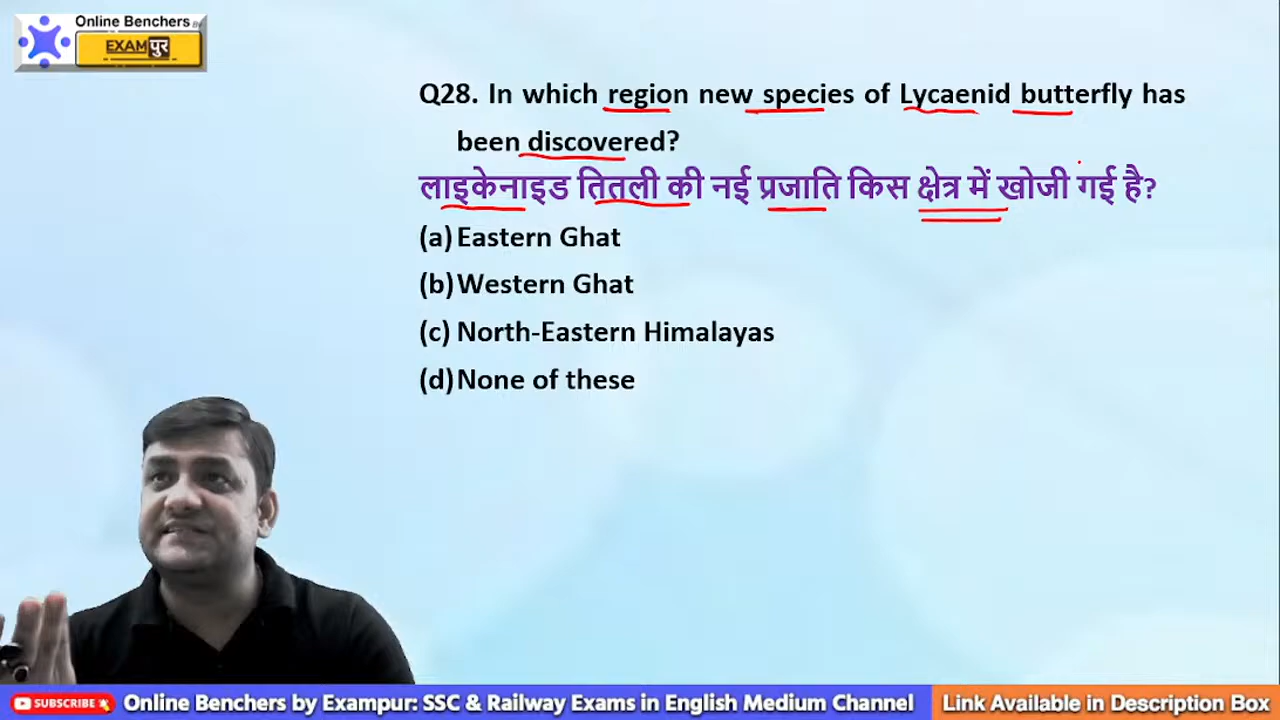 Online Benchers By
EXAMपुर
Q28. In which region new species of Lycaenid butterfly has
been discovered?
लाइकेनाइड तितली की नई प्रजाति किस क्षेत्र में खोजी गई है?
(a) Eastern Ghat
(b) Western Ghat
(c) North-Eastern Himalayas
(d) None of these
SUBSCRIBE Online Benchers by Exampur: SSC & Railway Exams in English Medium Channel Link Available in Description Box